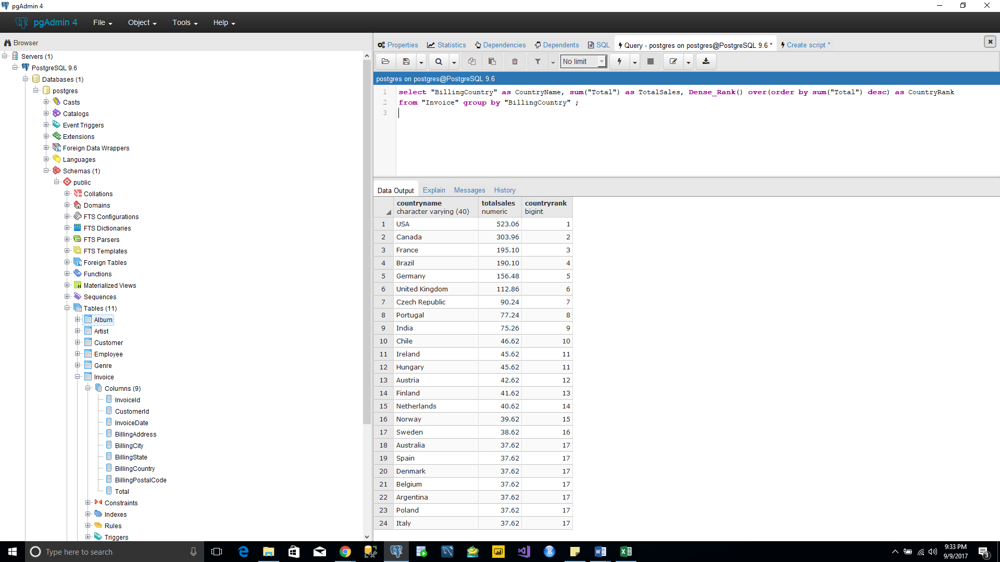 pgAdmin 4
pgAdmin 4 File Object Tools Help
Browser
Servers (1)
PostgreSQL 9.6
Databases (1)
postgres
Casts
Catalogs
Event Triggers
Extensions
Foreign Data Wrappers
Languages
Schemas (1)
public
Collations
Domains
FTS Configurations
FTS Dictionaries
FTS Parsers
FTS Templates
Foreign Tables
Functions
Materialized Views
Sequences
Tables (11)
Album
Artist
Customer
Employee
Genre
Invoice
Columns (9)
InvoiceId
CustomerId
InvoiceDate
BillingAddress
BillingCity
BillingState
BillingCountry
BillingPostalCode
Total
Constraints
Indexes
Rules
Triggers
Properties Statistics Dependencies Dependents SQL Query - postgres on postgres@PostgreSQL 9.6 * Create script *
No limit
postgres on postgres@PostgreSQL 9.6
1 select "BillingCountry" as CountryName, sum("Total") as TotalSales, Dense_Rank() over(order by sum("Total") desc) as CountryRank
2 from "Invoice" group by "BillingCountry" ;
3
Data Output Explain Messages History
countryname totalsales countryrank
character varying (40) numeric bigint
1 USA 523.06 1
2 Canada 303.96 2
3 France 195.10 3
4 Brazil 190.10 4
5 Germany 156.48 5
6 United Kingdom 112.86 6
7 Czech Republic 90.24 7
8 Portugal 77.24 8
9 India 75.26 9
10 Chile 46.62 10
11 Ireland 45.62 11
12 Hungary 45.62 11
13 Austria 42.62 12
14 Finland 41.62 13
15 Netherlands 40.62 14
16 Norway 39.62 15
17 Sweden 38.62 16
18 Australia 37.62 17
19 Spain 37.62 17
20 Denmark 37.62 17
21 Belgium 37.62 17
22 Argentina 37.62 17
23 Poland 37.62 17
24 Italy 37.62 17
Type here to search
R
9:33 PM
9/9/2017
3